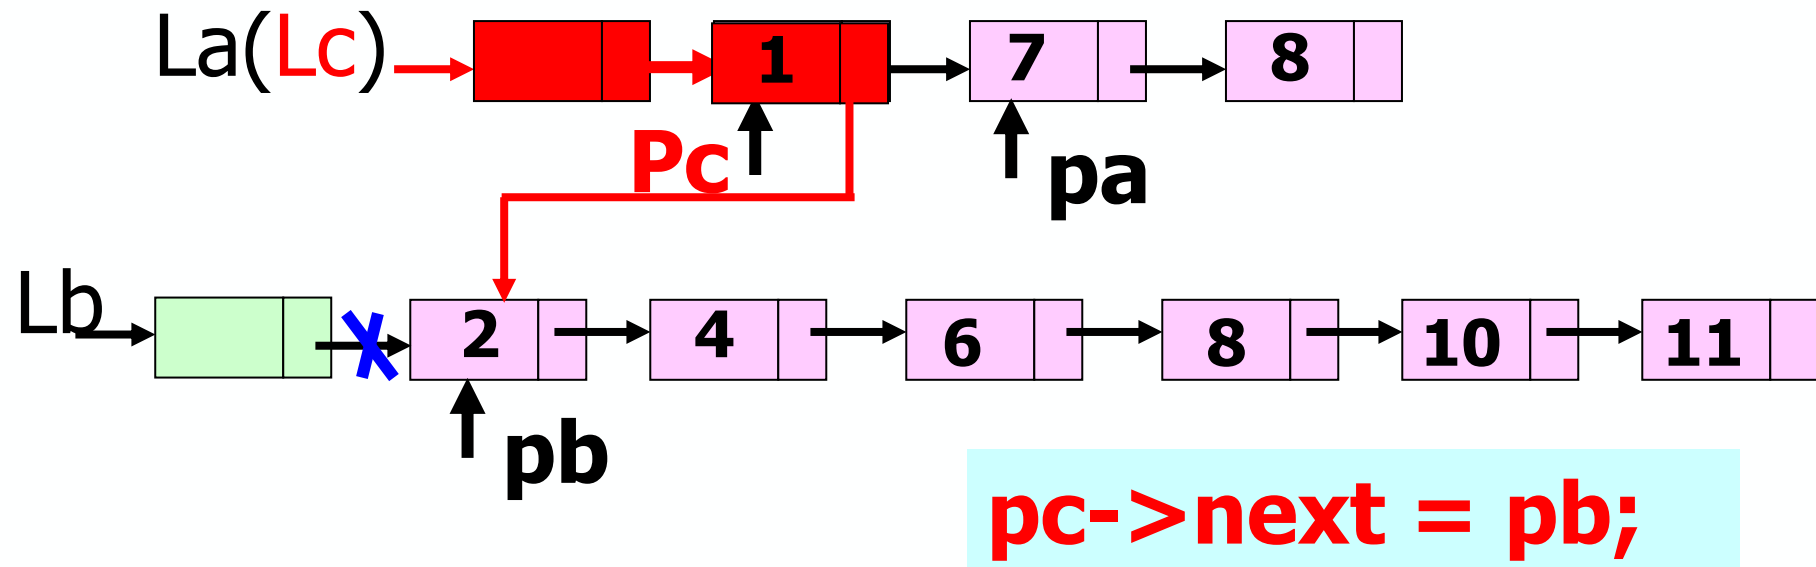 La(Lc) 1 7 8
Pc pa
Lb 2 4 6 8 10 11
pb
pc->next = pb;